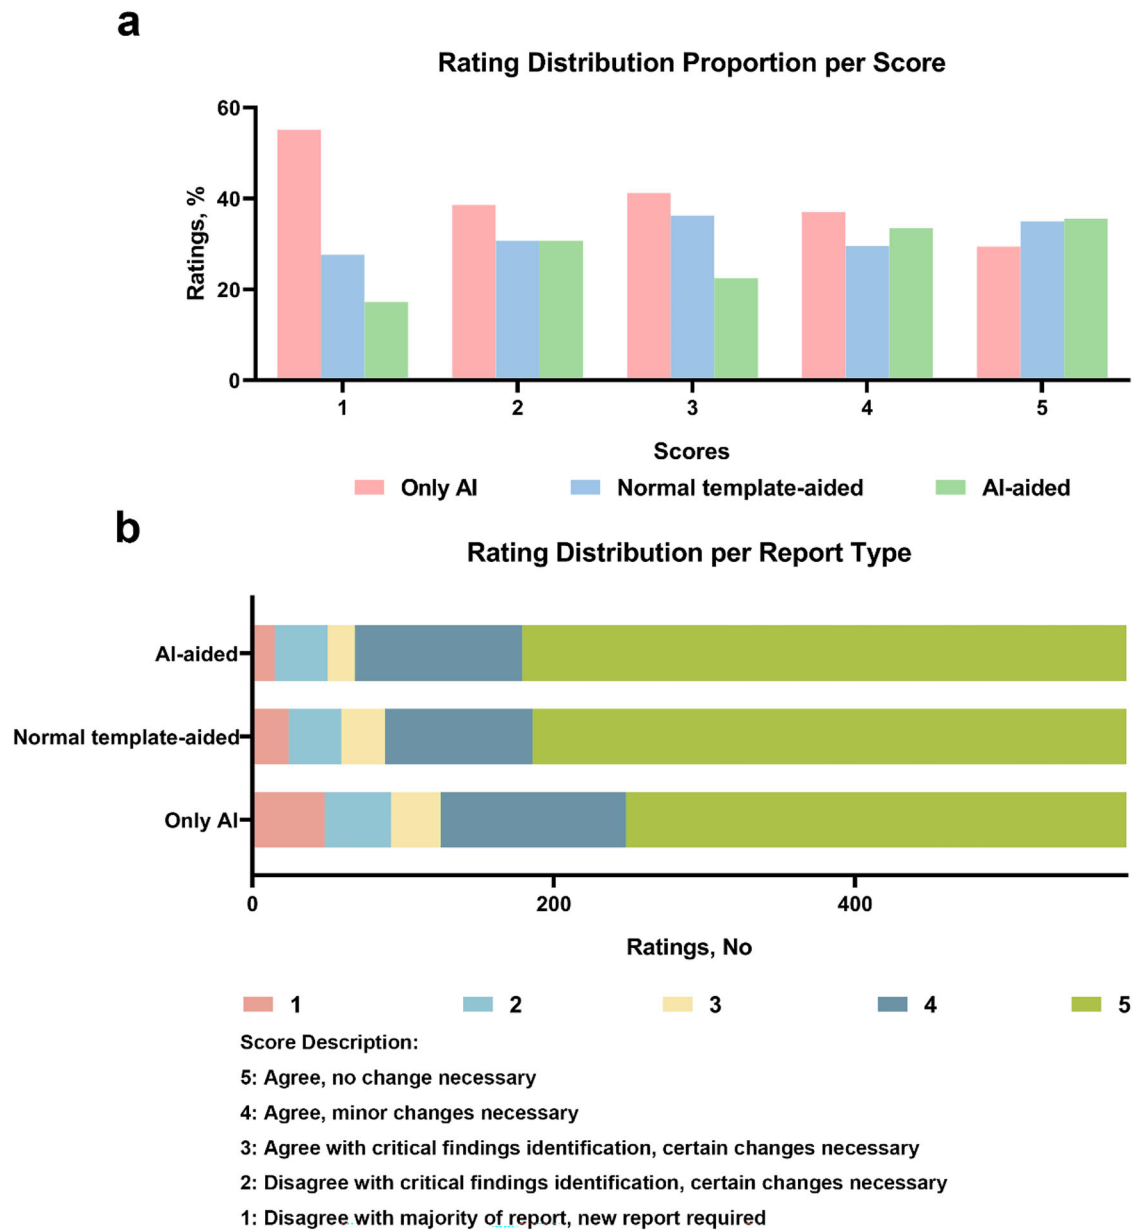 a
Rating Distribution Proportion per Score
60
40
20
0
Ratings, %
1 2 3 4 5
Scores
Only AI Normal template-aided AI-aided
b
Rating Distribution per Report Type
AI-aided
Normal template-aided
Only AI
0 200 400
Ratings, No
1 2 3 4 5
Score Description:
5: Agree, no change necessary
4: Agree, minor changes necessary
3: Agree with critical findings identification, certain changes necessary
2: Disagree with critical findings identification, certain changes necessary
1: Disagree with majority of report, new report required